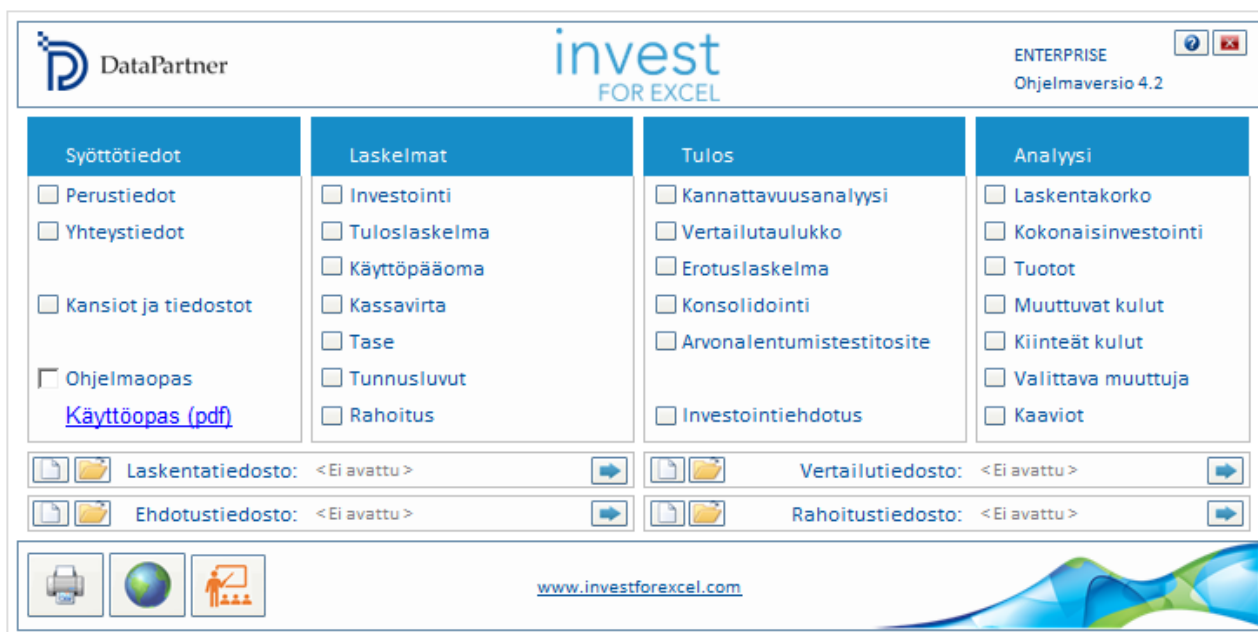 DataPartner
invest
FOR EXCEL
ENTERPRISE
Ohjelmaversio 4.2
Syöttötiedot
Perustiedot
Yhteystiedot
Kansiot ja tiedostot
Ohjelmaopas
Käyttöopas (pdf)
Laskelmat
Investointi
Tuloslaskelma
Käyttöpääoma
Kassavirta
Tase
Tunnusluvut
Rahoitus
Tulos
Kannattavuusanalyysi
Vertailutaulukko
Erotuslaskelma
Konsolidointi
Arvonalentumistestitosite
Investointiehdotus
Analyysi
Laskentakorko
Kokonaisinvestointi
Tuotot
Muuttuvat kulut
Kiinteät kulut
Valittava muuttuja
Kaaviot
Laskentatiedosto: <Ei avattu>
Vertailutiedosto: <Ei avattu>
Ehdotustiedosto: <Ei avattu>
Rahoitustiedosto: <Ei avattu>
www.investforexcel.com